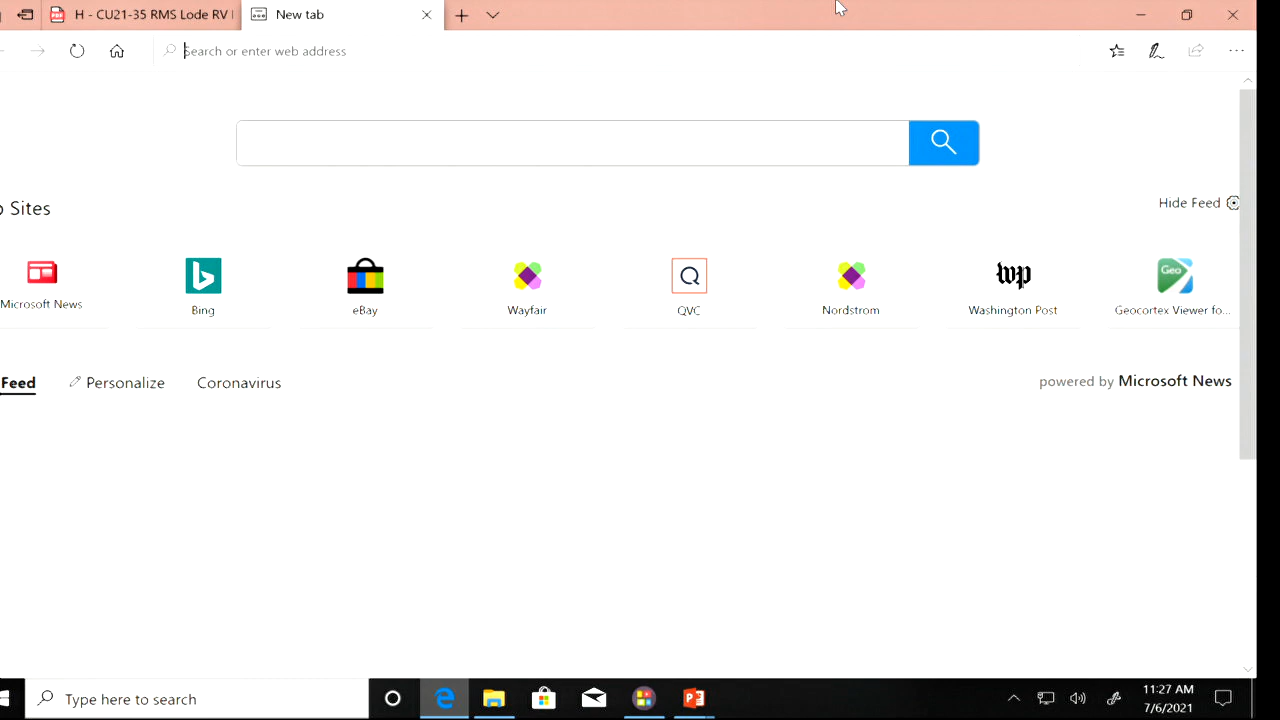 H - CU21-35 RMS Lode RV
New tab
Search or enter web address
Sites
Hide Feed
Microsoft News
Bing
eBay
Wayfair
QVC
Nordstrom
wp
Washington Post
Geo
Geocortex Viewer fo...
Feed
Personalize
Coronavirus
powered by Microsoft News
Type here to search
11:27 AM
7/6/2021